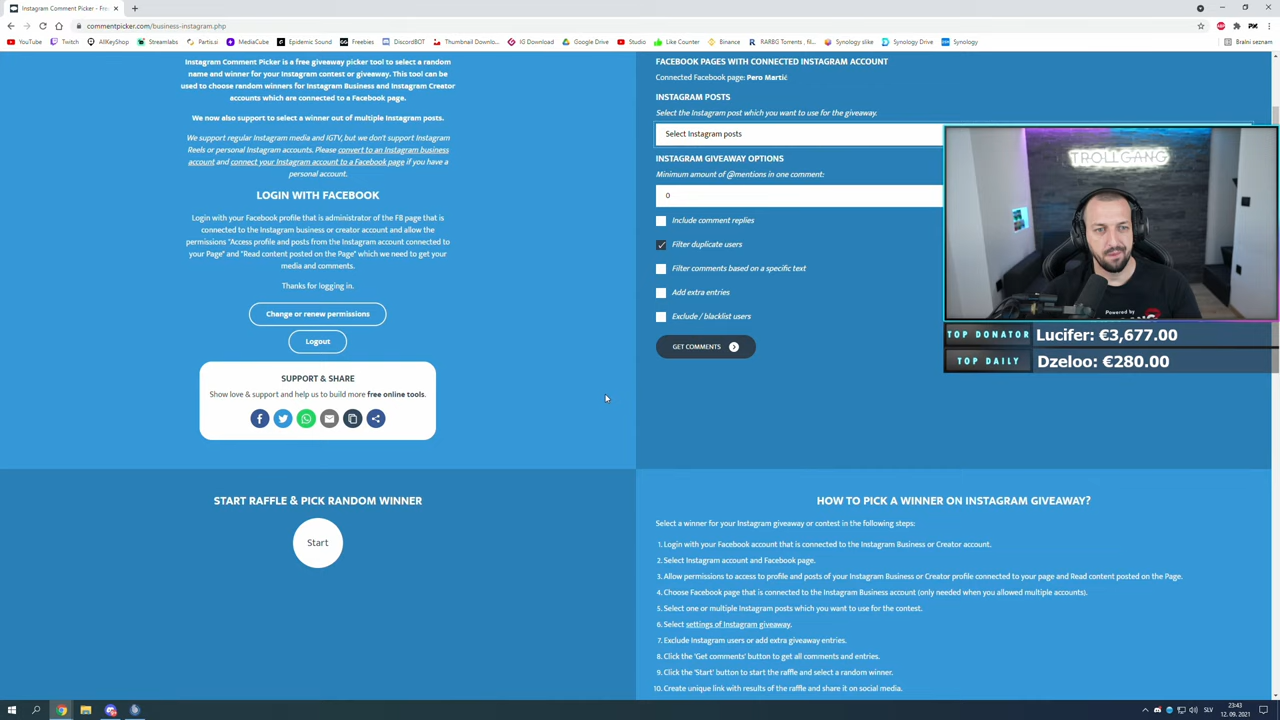 Instagram Comment Picker - Fre
commentpicker.com/business-instagram.php
YouTube
Twitch
AllKeyShop
Streamlabs
Partis.si
MediaCube
Epidemic Sound
Freebies
DiscordBOT
Thumbnail Downlo...
IG Download
Google Drive
Studio
Like Counter
Binance
RARBG Torrents , fil...
Synology slike
Synology Drive
Synology
Bralni seznam
Instagram Comment Picker is a free giveaway picker tool to select a random
name and winner for your Instagram contest or giveaway. This tool can be
used to choose random winners for Instagram Business and Instagram Creator
accounts which are connected to a Facebook page.
We now also support to select a winner out of multiple Instagram posts.
We support regular Instagram media and IGTV, but we don't support Instagram
Reels or personal Instagram accounts. Please convert to an Instagram business
account and connect your Instagram account to a Facebook page if you have a
personal account.
LOGIN WITH FACEBOOK
Login with your Facebook profile that is administrator of the FB page that is
connected to the Instagram business or creator account and allow the
permissions "Access profile and posts from the Instagram account connected to
your Page" and "Read content posted on the Page" which we need to get your
media and comments.
Thanks for logging in.
Change or renew permissions
Logout
SUPPORT & SHARE
Show love & support and help us to build more free online tools.
FACEBOOK PAGES WITH CONNECTED INSTAGRAM ACCOUNT
Connected Facebook page: Pero Martić
INSTAGRAM POSTS
Select the Instagram post which you want to use for the giveaway.
Select Instagram posts
INSTAGRAM GIVEAWAY OPTIONS
Minimum amount of @mentions in one comment:
0
Include comment replies
Filter duplicate users
Filter comments based on a specific text
Add extra entries
Exclude / blacklist users
GET COMMENTS
TROLLGANG
Powered by
TOP DONATOR Lucifer: €3,677.00
TOP DAILY Dzeloo: €280.00
START RAFFLE & PICK RANDOM WINNER
Start
HOW TO PICK A WINNER ON INSTAGRAM GIVEAWAY?
Select a winner for your Instagram giveaway or contest in the following steps:
1. Login with your Facebook account that is connected to the Instagram Business or Creator account.
2. Select Instagram account and Facebook page.
3. Allow permissions to access to profile and posts of your Instagram Business or Creator profile connected to your page and Read content posted on the Page.
4. Choose Facebook page that is connected to the Instagram Business account (only needed when you allowed multiple accounts).
5. Select one or multiple Instagram posts which you want to use for the contest.
6. Select settings of Instagram giveaway.
7. Exclude Instagram users or add extra giveaway entries.
8. Click the 'Get comments' button to get all comments and entries.
9. Click the 'Start' button to start the raffle and select a random winner.
10. Create unique link with results of the raffle and share it on social media.
SLV
23:43
12. 09. 2021